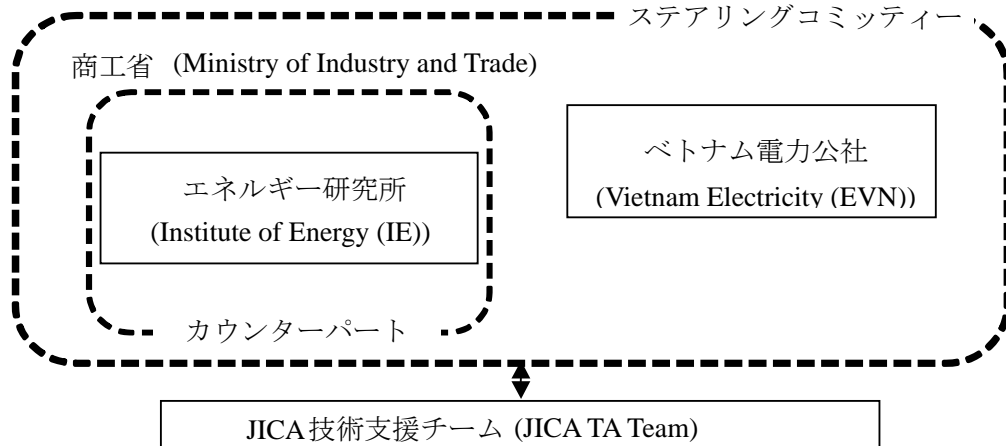 ステアリングコミッティー
商工省 (Ministry of Industry and Trade)
エネルギー研究所
(Institute of Energy (IE))
ベトナム電力公社
(Vietnam Electricity (EVN))
カウンターパート
JICA技術支援チーム (JICA TA Team)